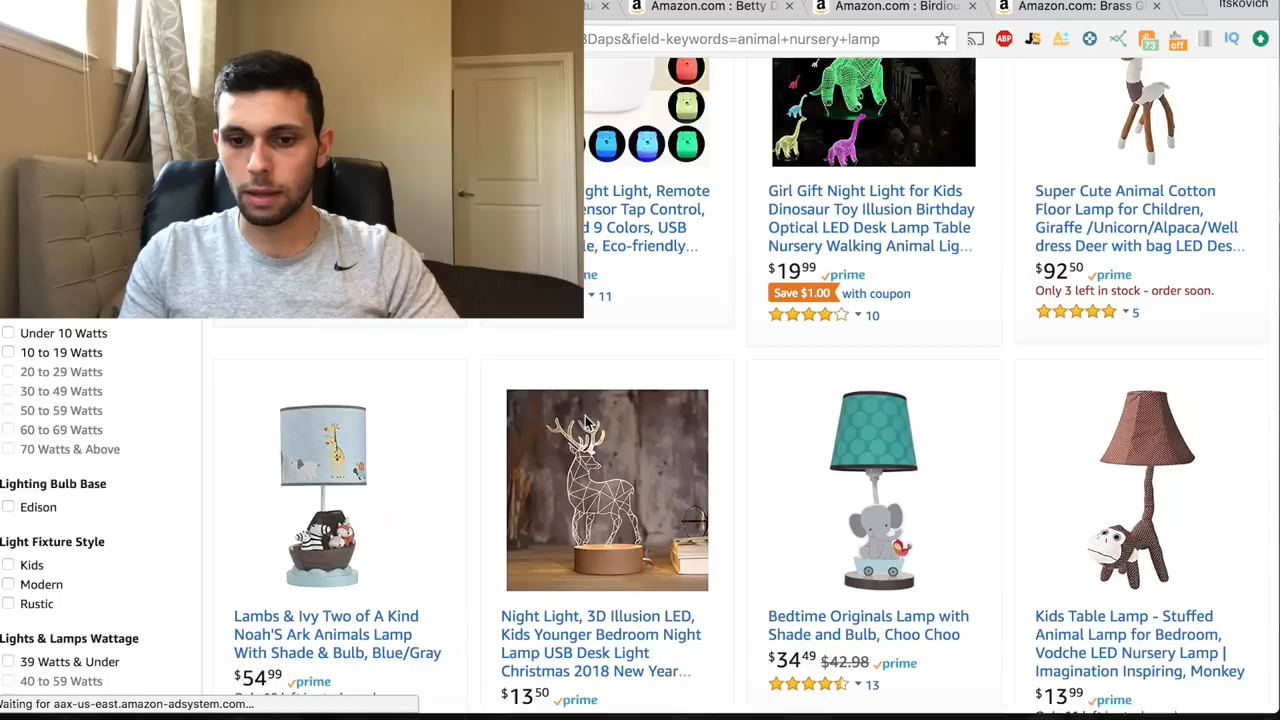 Amazon.com : Betty D
Amazon.com : Birdiou
Amazon.com: Brass G
Itskovich
Daps&field-keywords=animal+nursery+lamp
ABP
JS
73
off
IQ
ght Light, Remote
ensor Tap Control,
d 9 Colors, USB
le, Eco-friendly...
ne
11
Girl Gift Night Light for Kids
Dinosaur Toy Illusion Birthday
Optical LED Desk Lamp Table
Nursery Walking Animal Lig...
$19 99 prime
Save $1.00 with coupon
10
Super Cute Animal Cotton
Floor Lamp for Children,
Giraffe /Unicorn/Alpaca/Well
dress Deer with bag LED Des...
$92 50 prime
Only 3 left in stock - order soon.
5
Under 10 Watts
10 to 19 Watts
20 to 29 Watts
30 to 49 Watts
50 to 59 Watts
60 to 69 Watts
70 Watts & Above
Lighting Bulb Base
Edison
Light Fixture Style
Kids
Modern
Rustic
Lights & Lamps Wattage
39 Watts & Under
40 to 59 Watts
Lambs & Ivy Two of A Kind
Noah'S Ark Animals Lamp
With Shade & Bulb, Blue/Gray
$54 99 prime
Night Light, 3D Illusion LED,
Kids Younger Bedroom Night
Lamp USB Desk Light
Christmas 2018 New Year...
$13 50 prime
Bedtime Originals Lamp with
Shade and Bulb, Choo Choo
$34 49 $42.98 prime
13
Kids Table Lamp - Stuffed
Animal Lamp for Bedroom,
Vodche LED Nursery Lamp |
Imagination Inspiring, Monkey
$13 99 prime
Waiting for aax-us-east.amazon-adsystem.com...